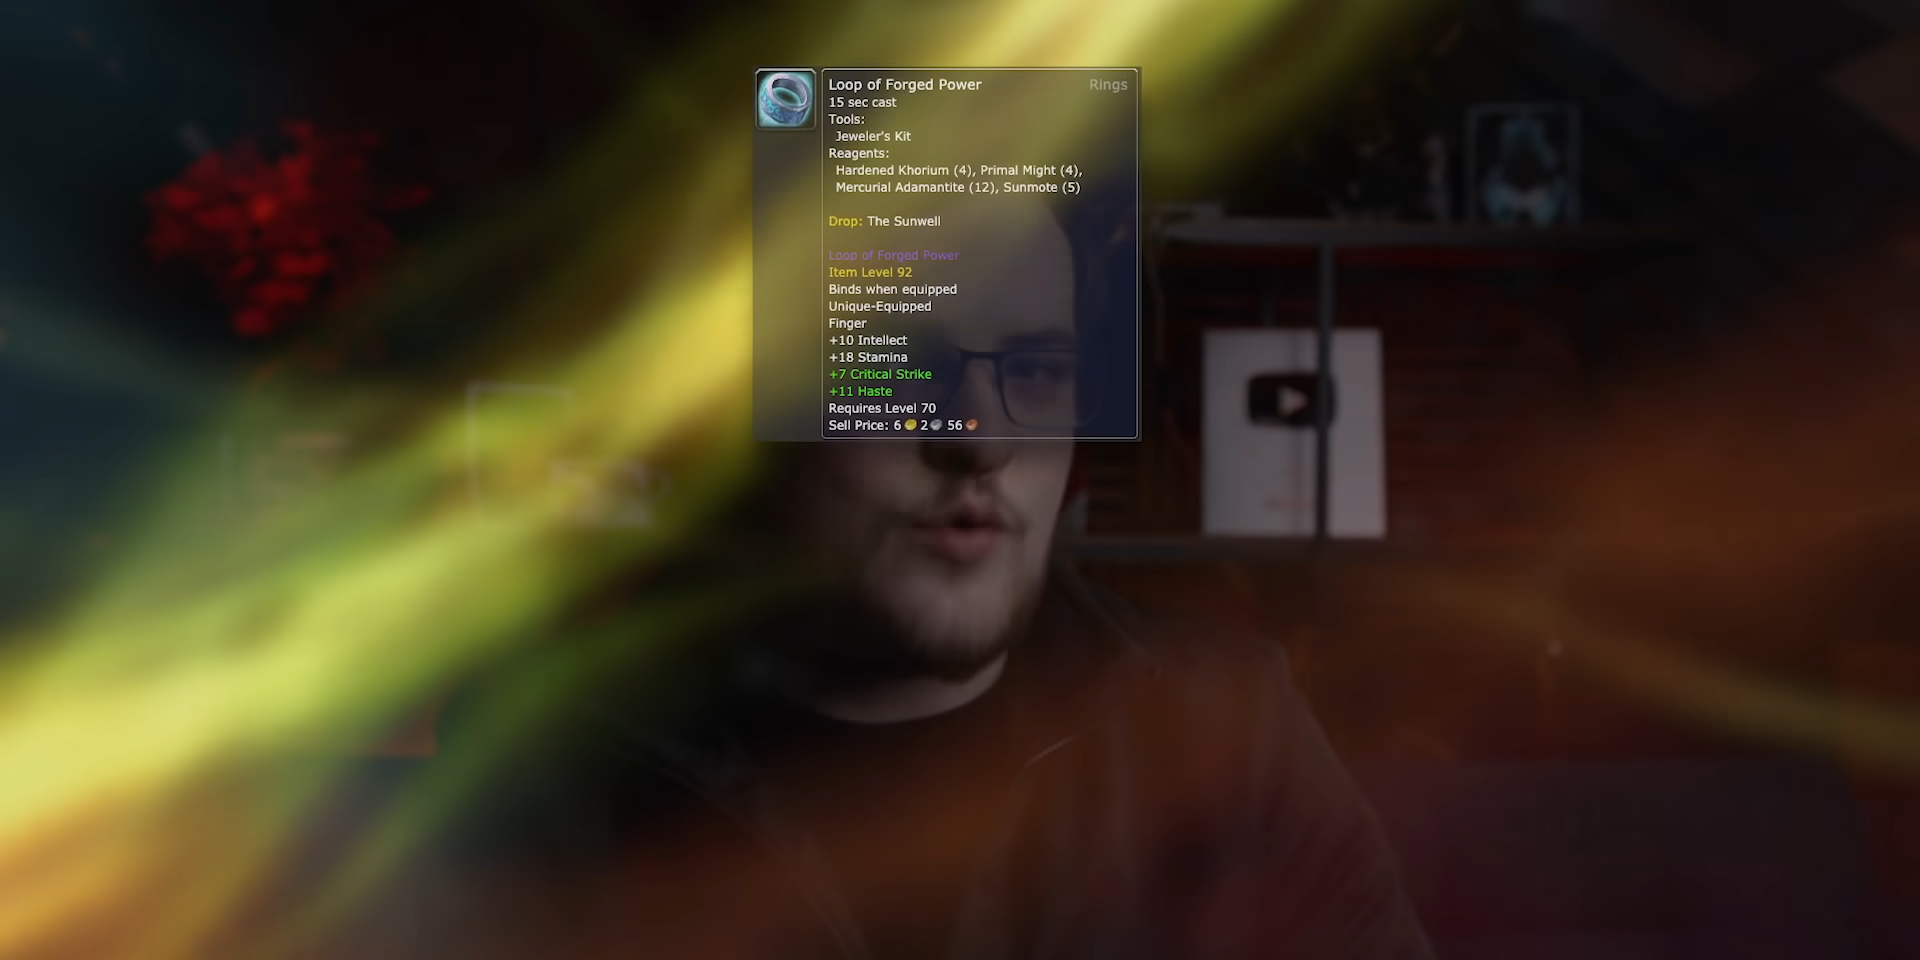 Loop of Forged Power Rings
15 sec cast
Tools:
Jeweler's Kit
Reagents:
Hardened Khorium (4), Primal Might (4),
Mercurial Adamantite (12), Sunmote (5)
Drop: The Sunwell
Loop of Forged Power
Item Level 92
Binds when equipped
Unique-Equipped
Finger
+10 Intellect
+18 Stamina
+7 Critical Strike
+11 Haste
Requires Level 70
Sell Price: 6 2 56